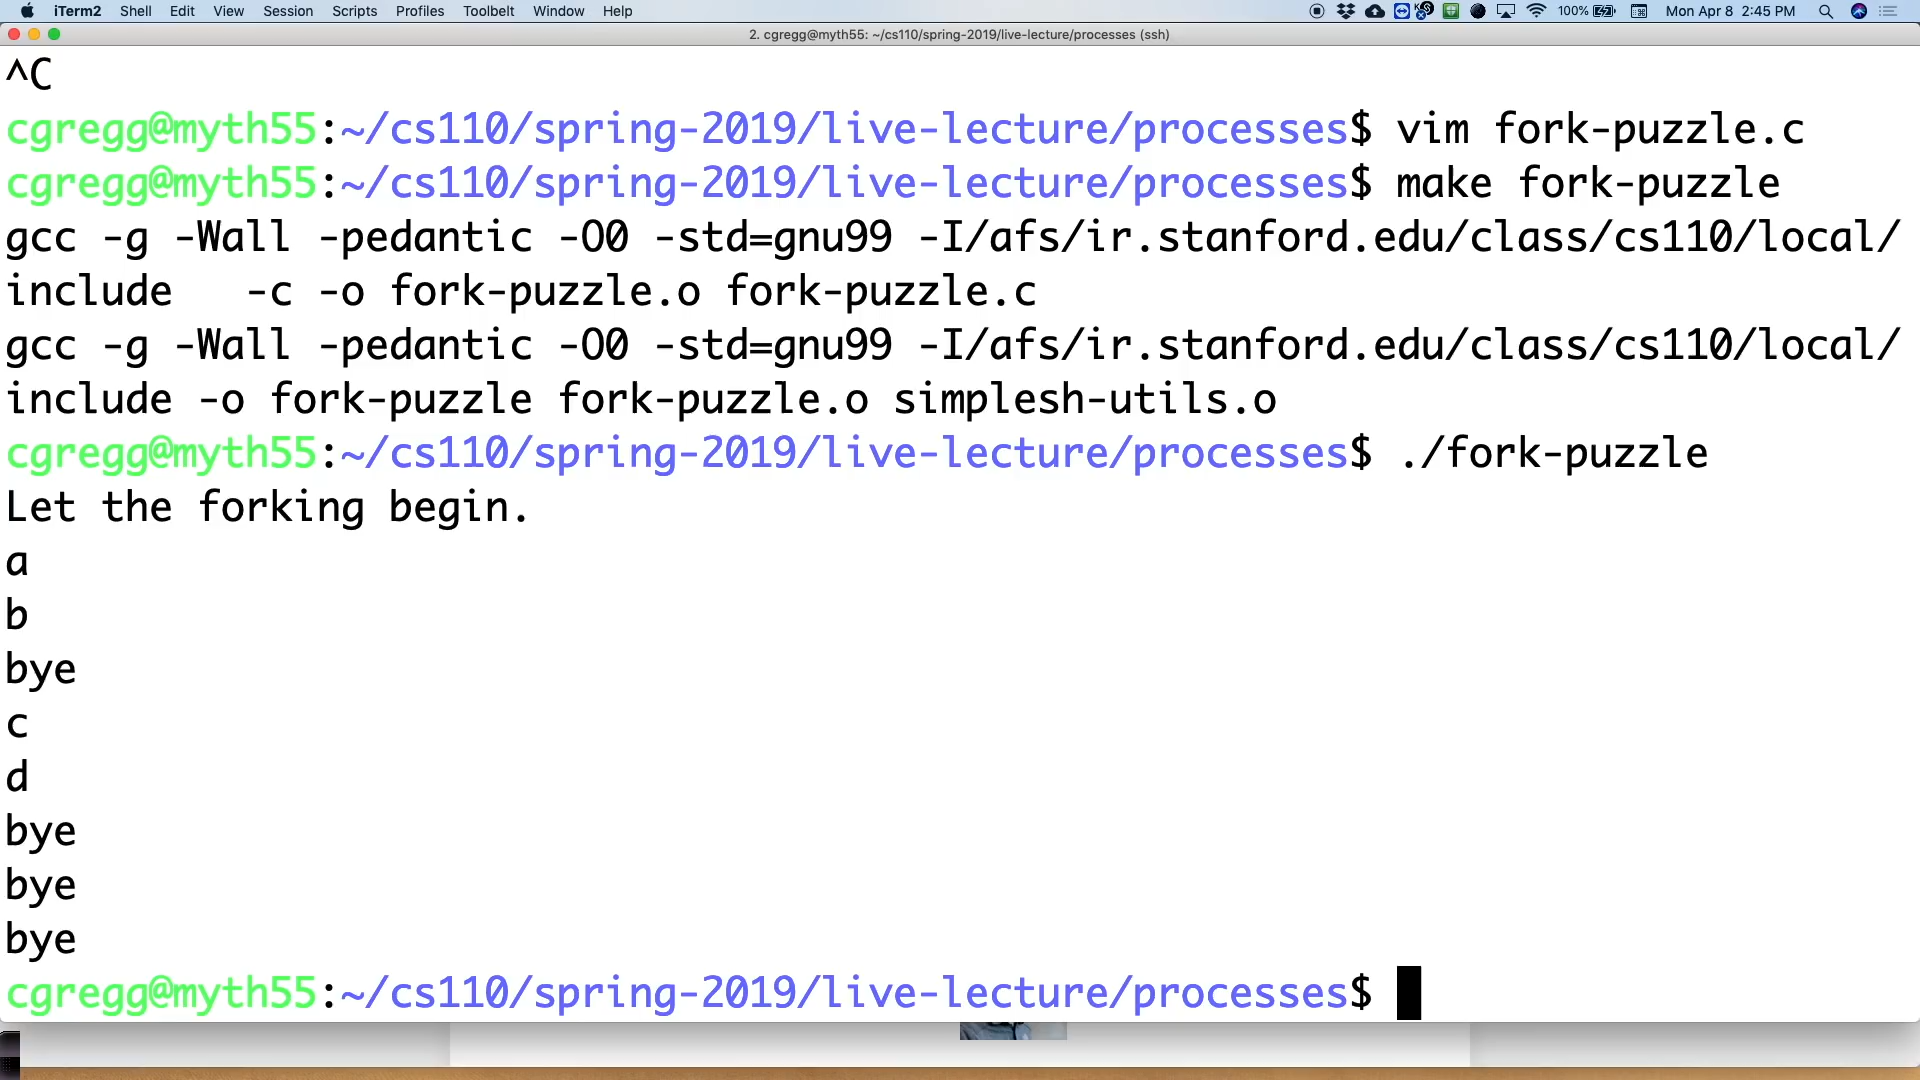 iTerm2 Shell Edit View Session Scripts Profiles Toolbelt Window Help 100% Mon Apr 8 2:45 PM
2. cgregg@myth55: ~/cs110/spring-2019/live-lecture/processes (ssh)
^C
cgregg@myth55:~/cs110/spring-2019/live-lecture/processes$ vim fork-puzzle.c
cgregg@myth55:~/cs110/spring-2019/live-lecture/processes$ make fork-puzzle
gcc -g -Wall -pedantic -O0 -std=gnu99 -I/afs/ir.stanford.edu/class/cs110/local/
include   -c -o fork-puzzle.o fork-puzzle.c
gcc -g -Wall -pedantic -O0 -std=gnu99 -I/afs/ir.stanford.edu/class/cs110/local/
include -o fork-puzzle fork-puzzle.o simplesh-utils.o
cgregg@myth55:~/cs110/spring-2019/live-lecture/processes$ ./fork-puzzle
Let the forking begin.
a
b
bye
c
d
bye
bye
bye
cgregg@myth55:~/cs110/spring-2019/live-lecture/processes$